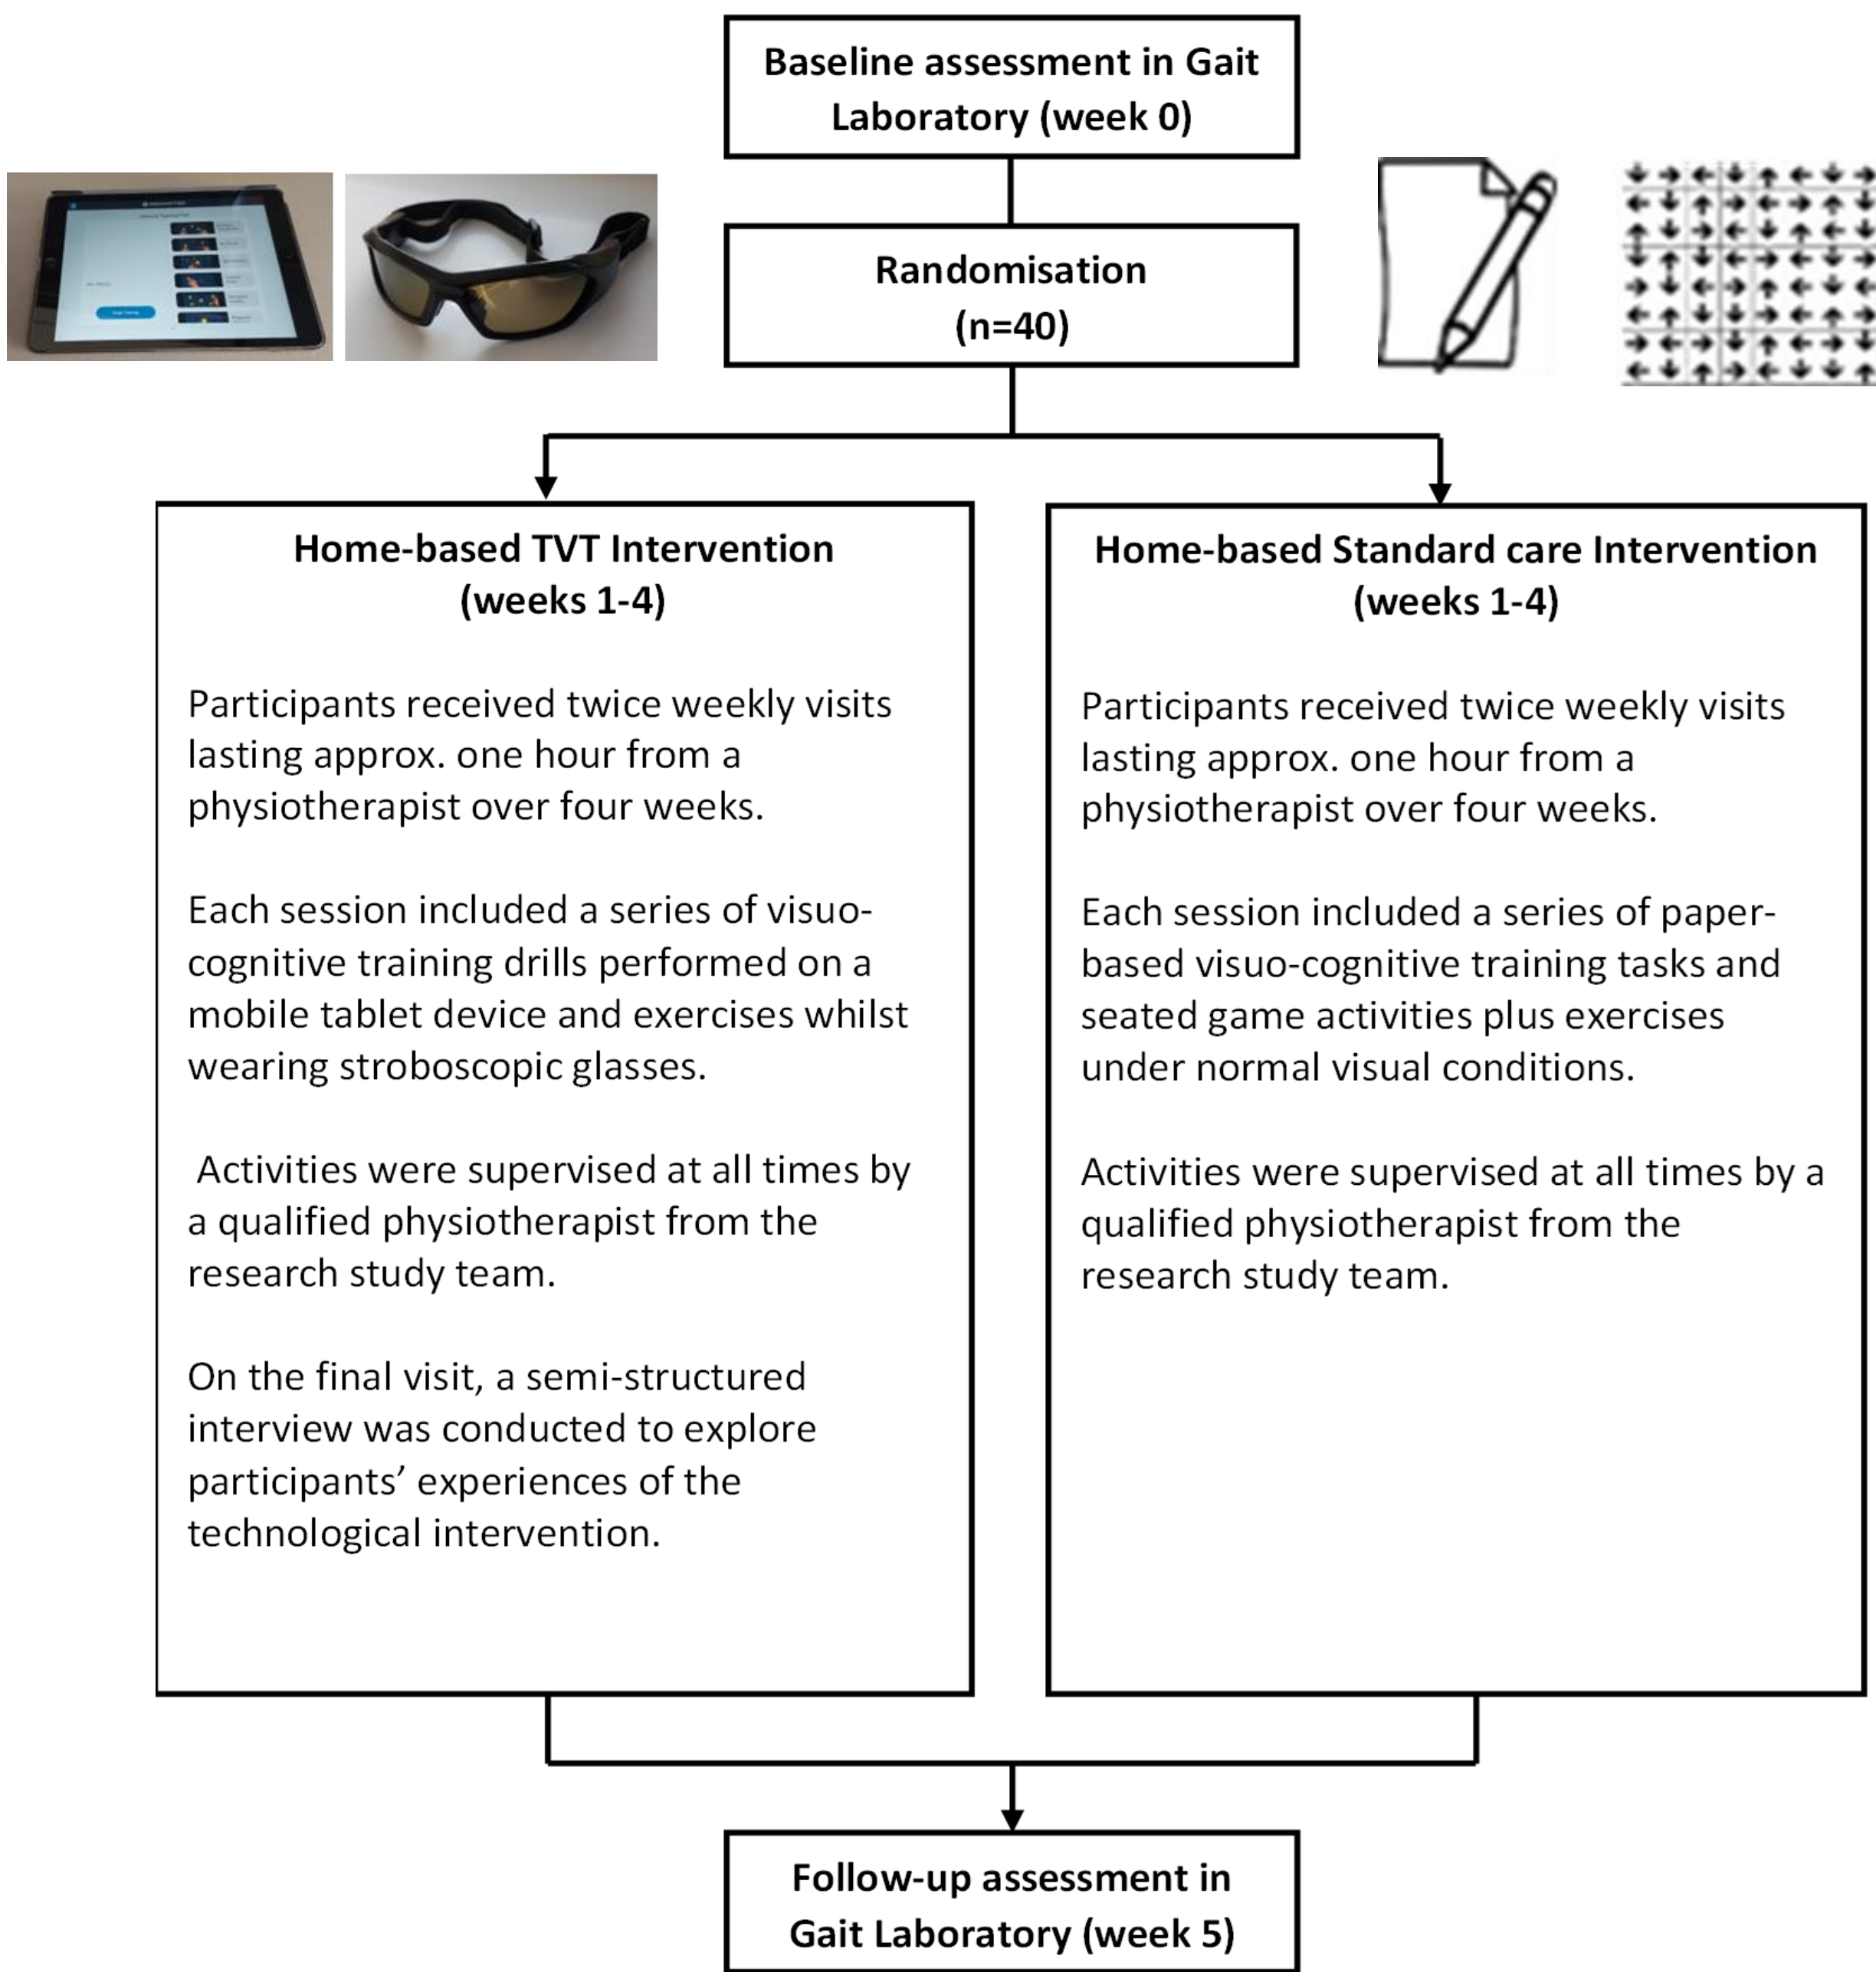 Baseline assessment in Gait
Laboratory (week 0)
Randomisation
(n=40)
Home-based TVT Intervention
(weeks 1-4)
Participants received twice weekly visits
lasting approx. one hour from a
physiotherapist over four weeks.
Each session included a series of visuo-
cognitive training drills performed on a
mobile tablet device and exercises whilst
wearing stroboscopic glasses.
Activities were supervised at all times by
a qualified physiotherapist from the
research study team.
On the final visit, a semi-structured
interview was conducted to explore
participants’ experiences of the
technological intervention.
Home-based Standard care Intervention
(weeks 1-4)
Participants received twice weekly visits
lasting approx. one hour from a
physiotherapist over four weeks.
Each session included a series of paper-
based visuo-cognitive training tasks and
seated game activities plus exercises
under normal visual conditions.
Activities were supervised at all times by a
qualified physiotherapist from the
research study team.
Follow-up assessment in
Gait Laboratory (week 5)